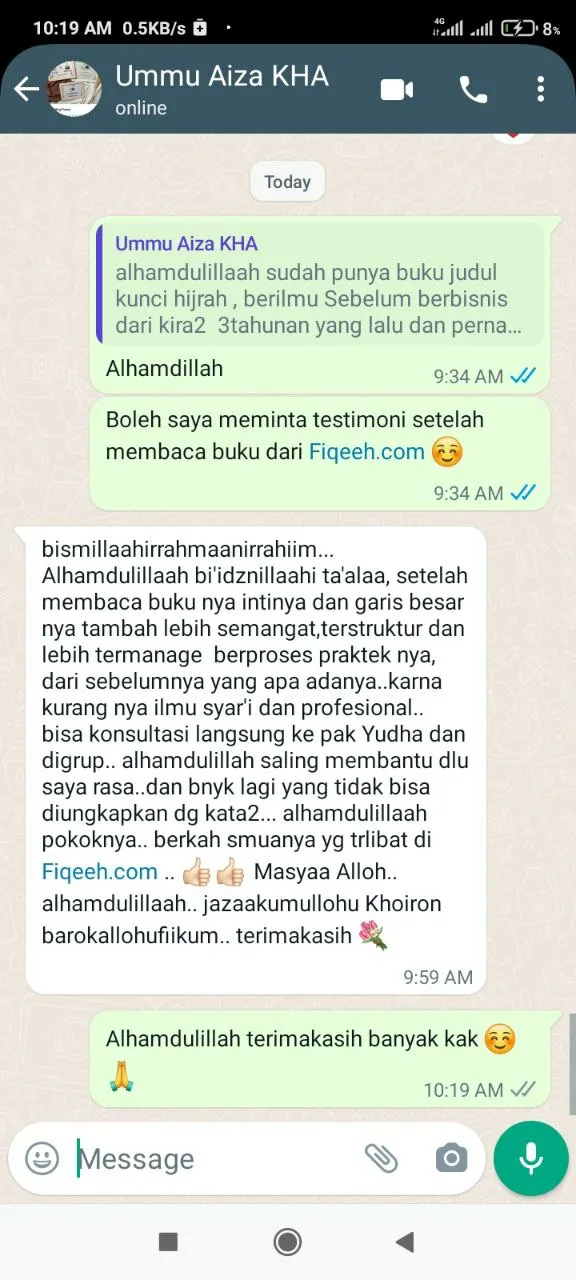 10:19 AM 0.5KB/s
4G
8%
Ummu Aiza KHA
online
Today
Ummu Aiza KHA
alhamdulillaah sudah punya buku judul
kunci hijrah , berilmu Sebelum berbisnis
dari kira2 3tahunan yang lalu dan perna...
Alhamdillah
9:34 AM
Boleh saya meminta testimoni setelah
membaca buku dari Fiqeeh.com ☺️
9:34 AM
bismillaahirrahmaanirrahiim...
Alhamdulillaah bi'idznillaahi ta'alaa, setelah
membaca buku nya intinya dan garis besar
nya tambah lebih semangat,terstruktur dan
lebih termanage berproses praktek nya,
dari sebelumnya yang apa adanya..karna
kurang nya ilmu syar'i dan profesional..
bisa konsultasi langsung ke pak Yudha dan
digrup.. alhamdulillah saling membantu dlu
saya rasa..dan bnyk lagi yang tidak bisa
diungkapkan dg kata2... alhamdulillaah
pokoknya.. berkah smuanya yg trlibat di
Fiqeeh.com .. 👍🏻👍🏻 Masyaa Alloh..
alhamdulillaah.. jazaakumullohu Khoiron
barokallohufiikum.. terimakasih 💐
9:59 AM
Alhamdulillah terimakasih banyak kak ☺️
🙏
10:19 AM
Message